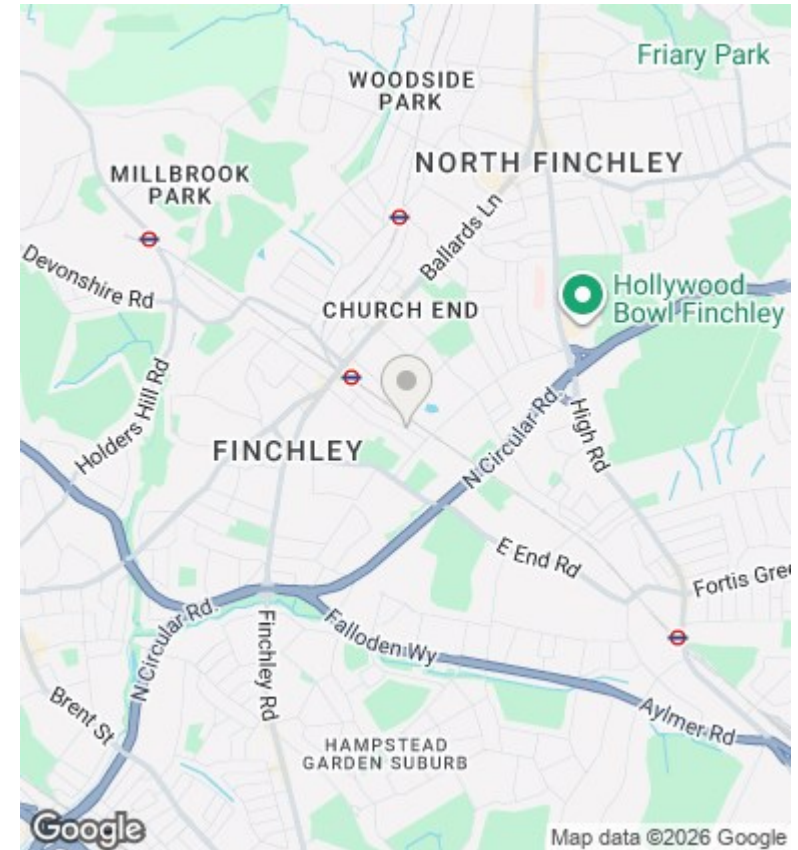 Friary Park
WOODSIDE
PARK
NORTH FINCHLEY
MILLBROOK
PARK
Ballards Ln
Devonshire Rd
Hollywood
Bowl Finchley
CHURCH END
Holders Hill Rd
FINCHLEY
N Circular Rd.
High Rd
E End Rd
Fortis Gree
N Circular Rd.
Finchley Rd
Falloden Wy
Brent St
Aylmer Rd
HAMPSTEAD
GARDEN SUBURB
Google
Map data ©2026 Google